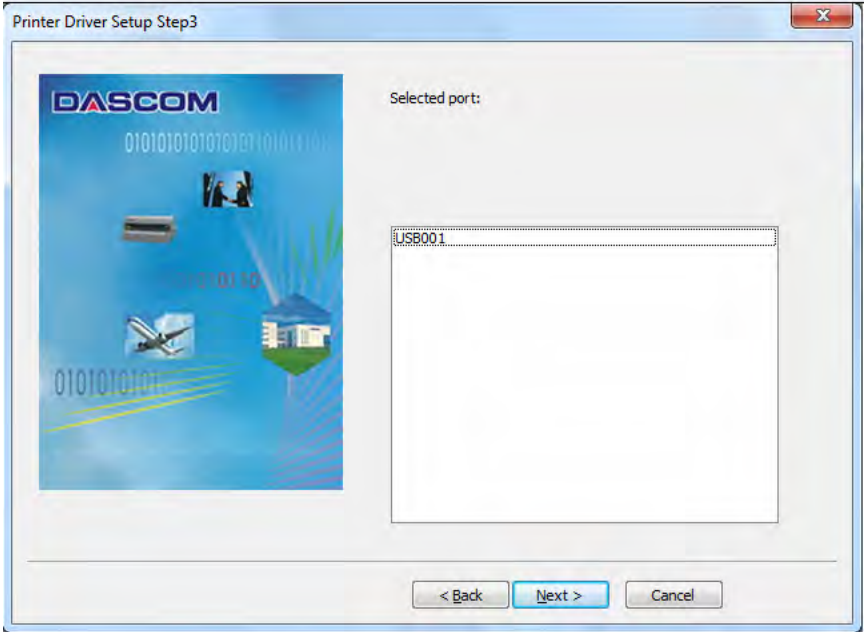 Printer Driver Setup Step3
DASCOM
Selected port:
USB001
< Back
Next >
Cancel